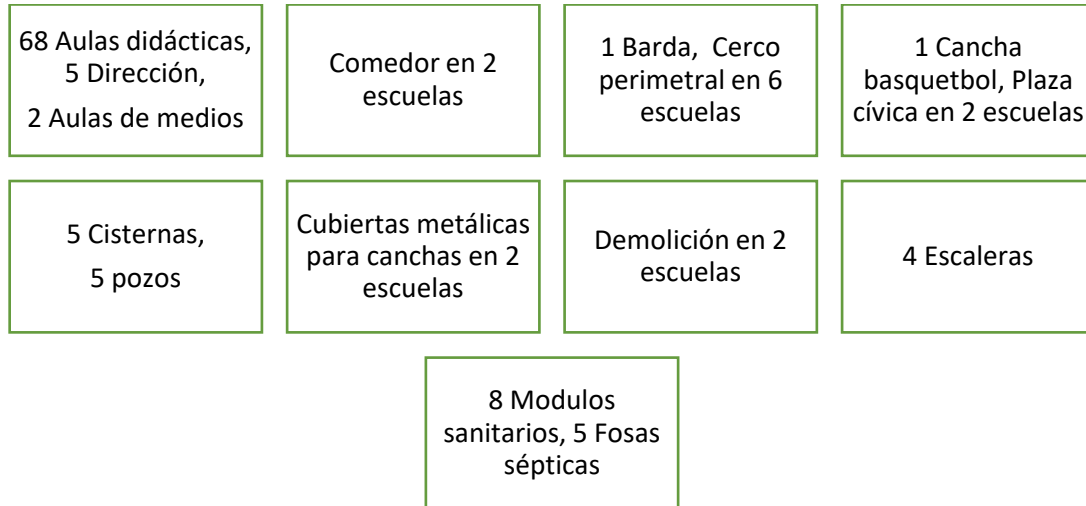 68 Aulas didácticas,
5 Dirección,
2 Aulas de medios
Comedor en 2
escuelas
1 Barda, Cerco
perimetral en 6
escuelas
1 Cancha
basquetbol, Plaza
cívica en 2 escuelas
5 Cisternas,
5 pozos
Cubiertas metálicas
para canchas en 2
escuelas
Demolición en 2
escuelas
4 Escaleras
8 Modulos
sanitarios, 5 Fosas
sépticas